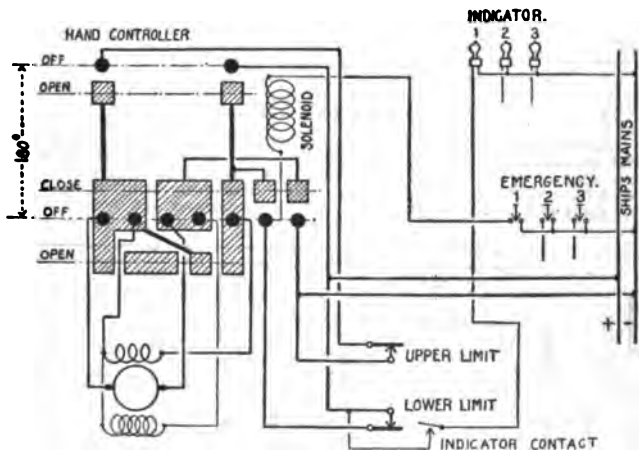 HAND CONTROLLER
INDICATOR.
1 2 3
OFF
OPEN
180°
SOLENOID
CLOSE
OFF
OPEN
EMERGENCY.
1 2 3
SHIPS MAINS
+ -
UPPER LIMIT
LOWER LIMIT
INDICATOR CONTACT